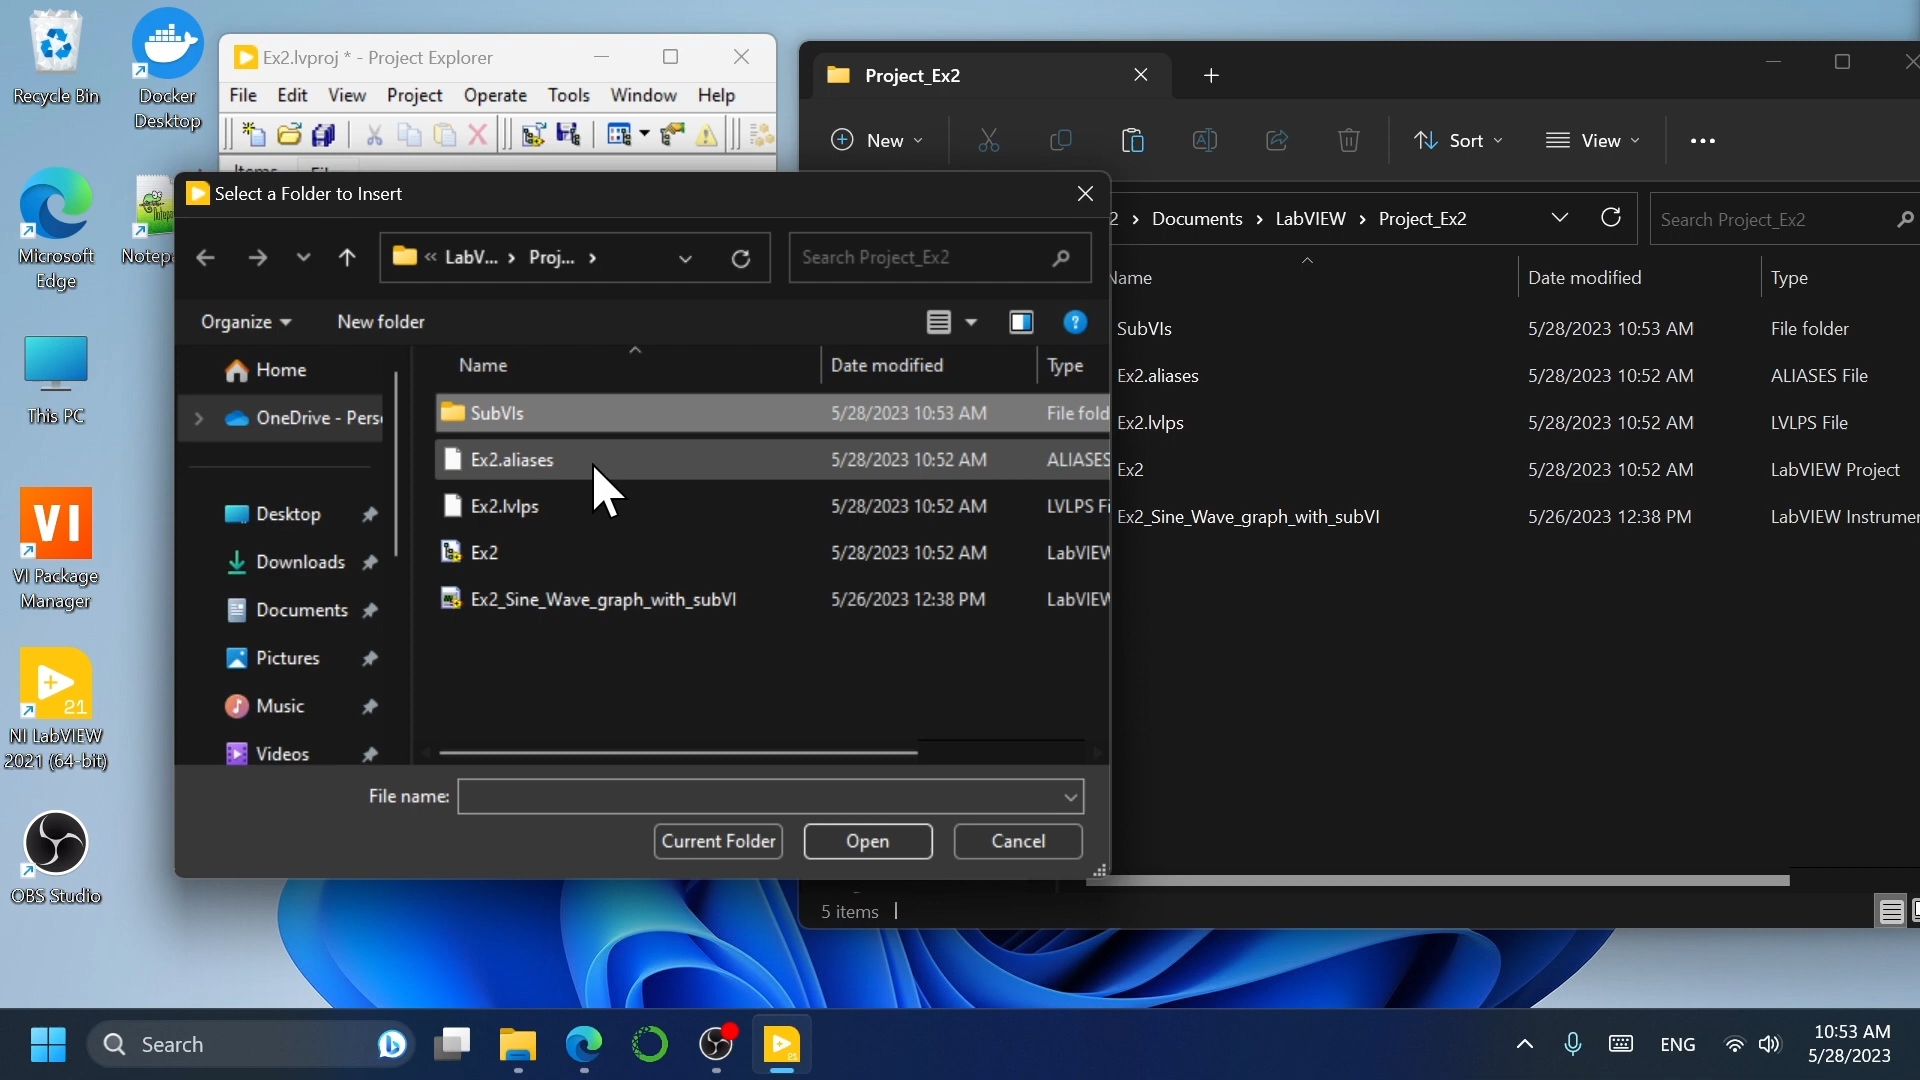 Recycle Bin
Docker
Desktop
Microsoft
Edge
Notep
This PC
VI
VI Package
Manager
21
NI LabVIEW
2021 (64-bit)
OBS Studio
Ex2.lvproj * - Project Explorer
File Edit View Project Operate Tools Window Help
Items
Select a Folder to Insert
« LabV... › Proj... ›
Search Project_Ex2
Organize
New folder
Home
OneDrive - Pers
Desktop
Downloads
Documents
Pictures
Music
Videos
Name Date modified Type
SubVIs 5/28/2023 10:53 AM File fold
Ex2.aliases 5/28/2023 10:52 AM ALIASES
Ex2.lvlps 5/28/2023 10:52 AM LVLPS Fi
Ex2 5/28/2023 10:52 AM LabVIEW
Ex2_Sine_Wave_graph_with_subVI 5/26/2023 12:38 PM LabVIEW
File name:
Current Folder
Open
Cancel
Project_Ex2
New
Sort
View
2 › Documents › LabVIEW › Project_Ex2
Search Project_Ex2
Name Date modified Type
SubVIs 5/28/2023 10:53 AM File folder
Ex2.aliases 5/28/2023 10:52 AM ALIASES File
Ex2.lvlps 5/28/2023 10:52 AM LVLPS File
Ex2 5/28/2023 10:52 AM LabVIEW Project
Ex2_Sine_Wave_graph_with_subVI 5/26/2023 12:38 PM LabVIEW Instrumen
5 items
Search
ENG
10:53 AM
5/28/2023